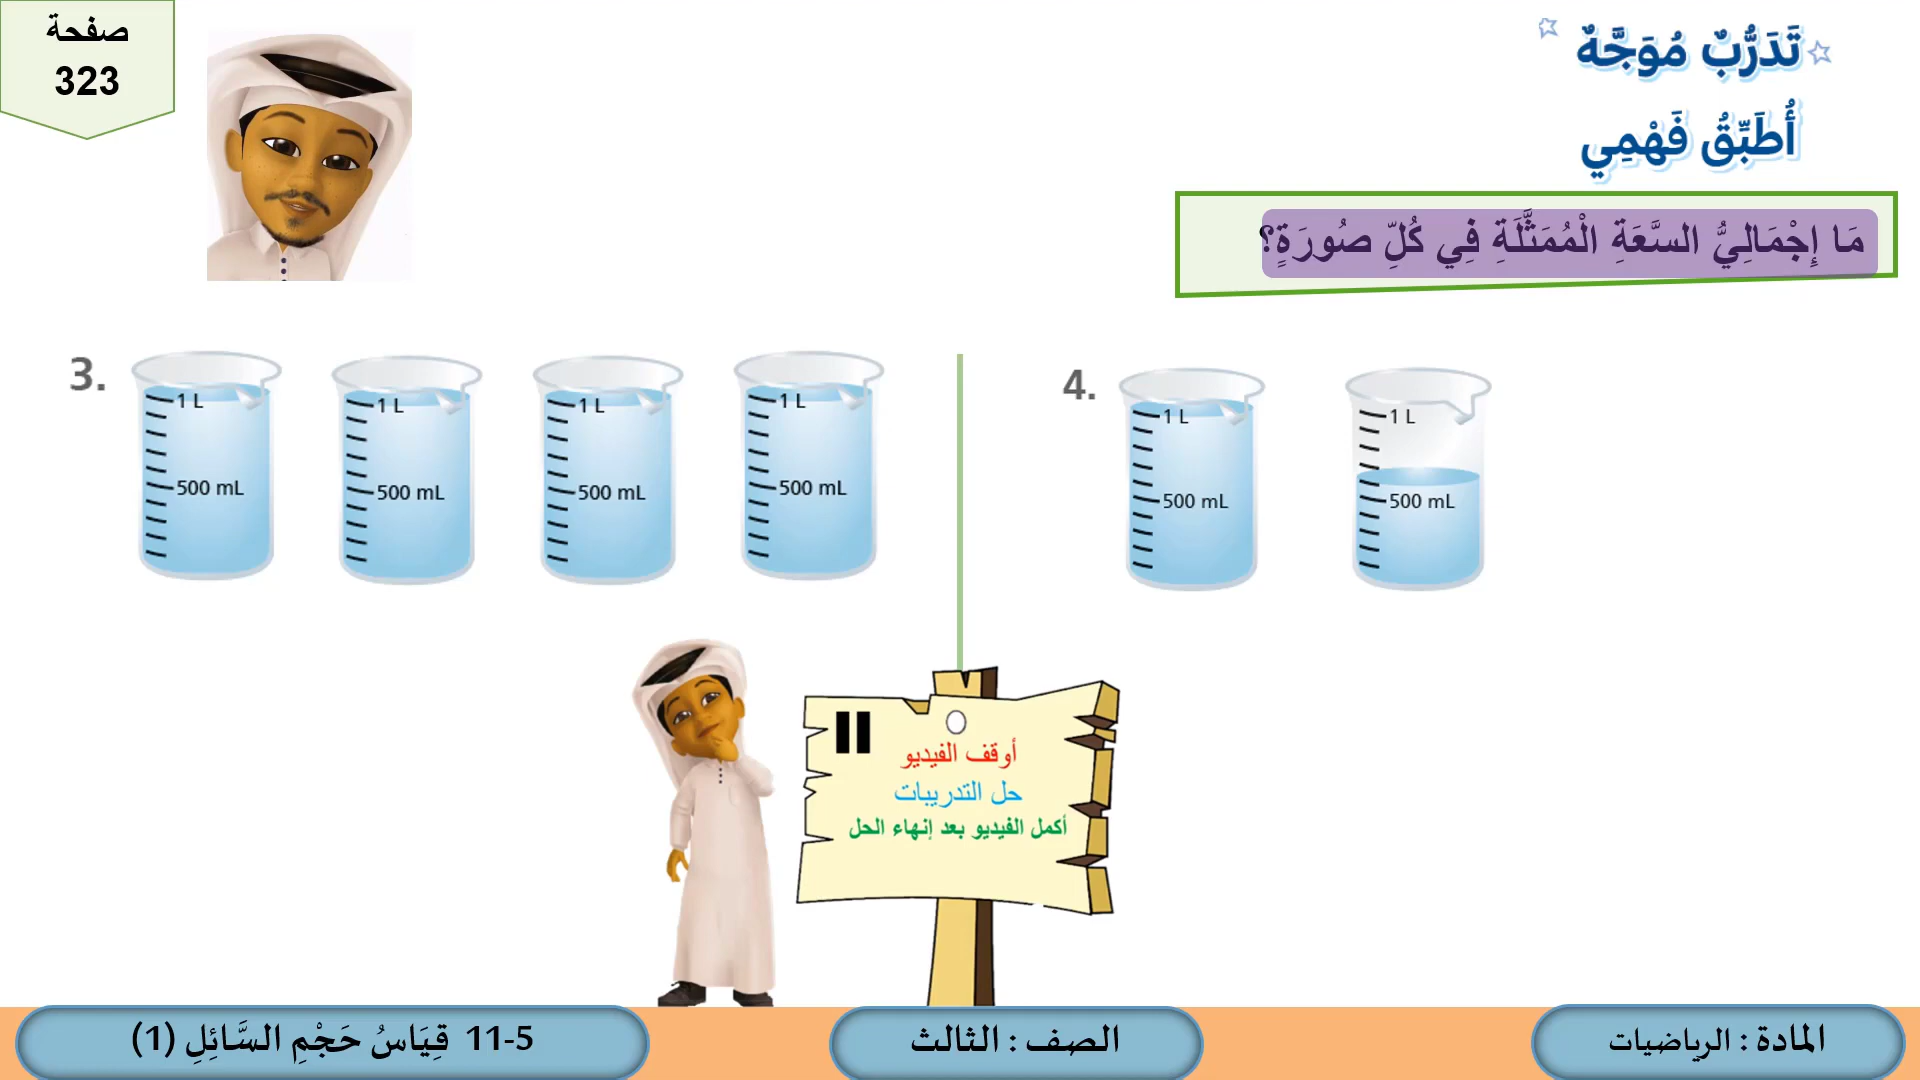 صفحة
323
تَدَرُّبٌ مُوَجَّهٌ
أُطَبِّقُ فَهْمِي
مَا إِجْمَالِيُّ السَّعَةِ الْمُمَثَّلَةِ فِي كُلِّ صُورَةٍ؟
3.
1 L
500 mL
1 L
500 mL
1 L
500 mL
1 L
500 mL
4.
1 L
500 mL
1 L
500 mL
أوقف الفيديو
حل التدريبات
أكمل الفيديو بعد إنهاء الحل
المادة : الرياضيات
الصف : الثالث
11-5 قِيَاسُ حَجْمِ السَّائِلِ (1)